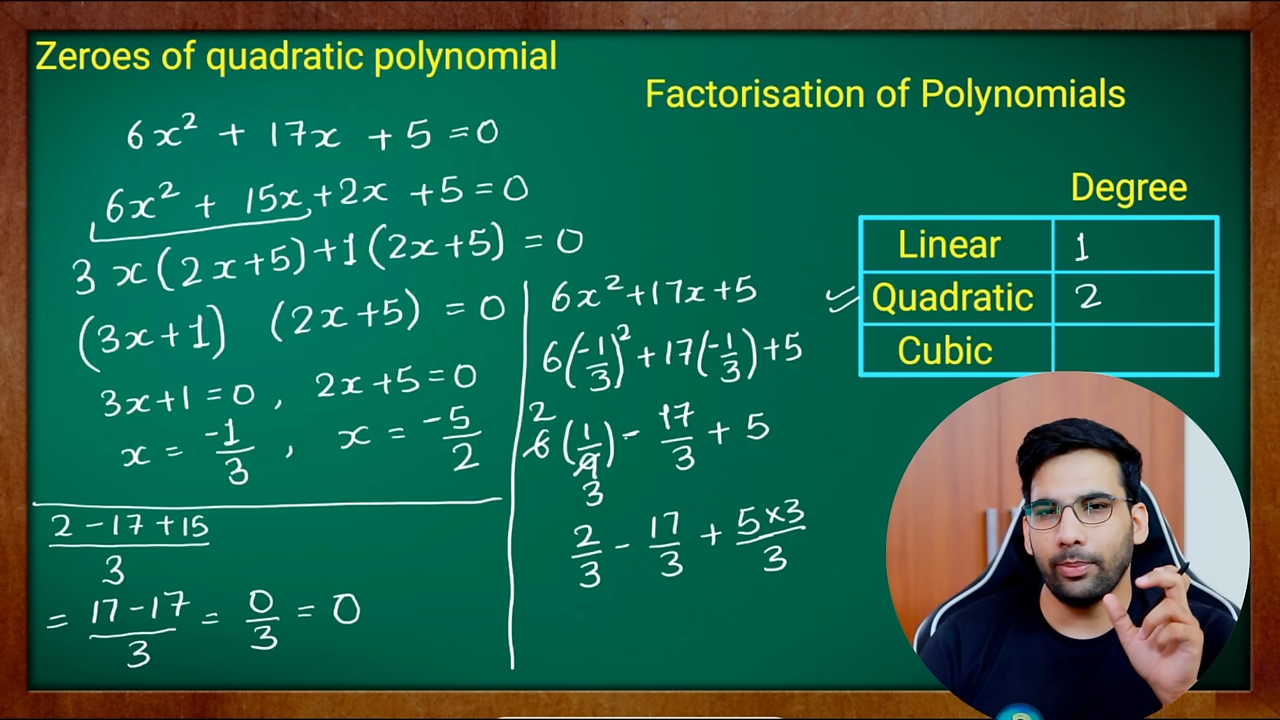 Zeroes of quadratic polynomial
6x² + 17x + 5 = 0
6x² + 15x + 2x + 5 = 0
3x(2x+5) + 1(2x+5) = 0
(3x+1) (2x+5) = 0
3x+1 = 0 , 2x+5 = 0
x = -1/3 , x = -5/2
(2 - 17 + 15)/3
= (17 - 17)/3 = 0/3 = 0
6x² + 17x + 5
6(-1/3)² + 17(-1/3) + 5
2
6(1/9) - 17/3 + 5
3
2/3 - 17/3 + (5×3)/3
Factorisation of Polynomials
Degree
Linear 1
Quadratic 2
Cubic